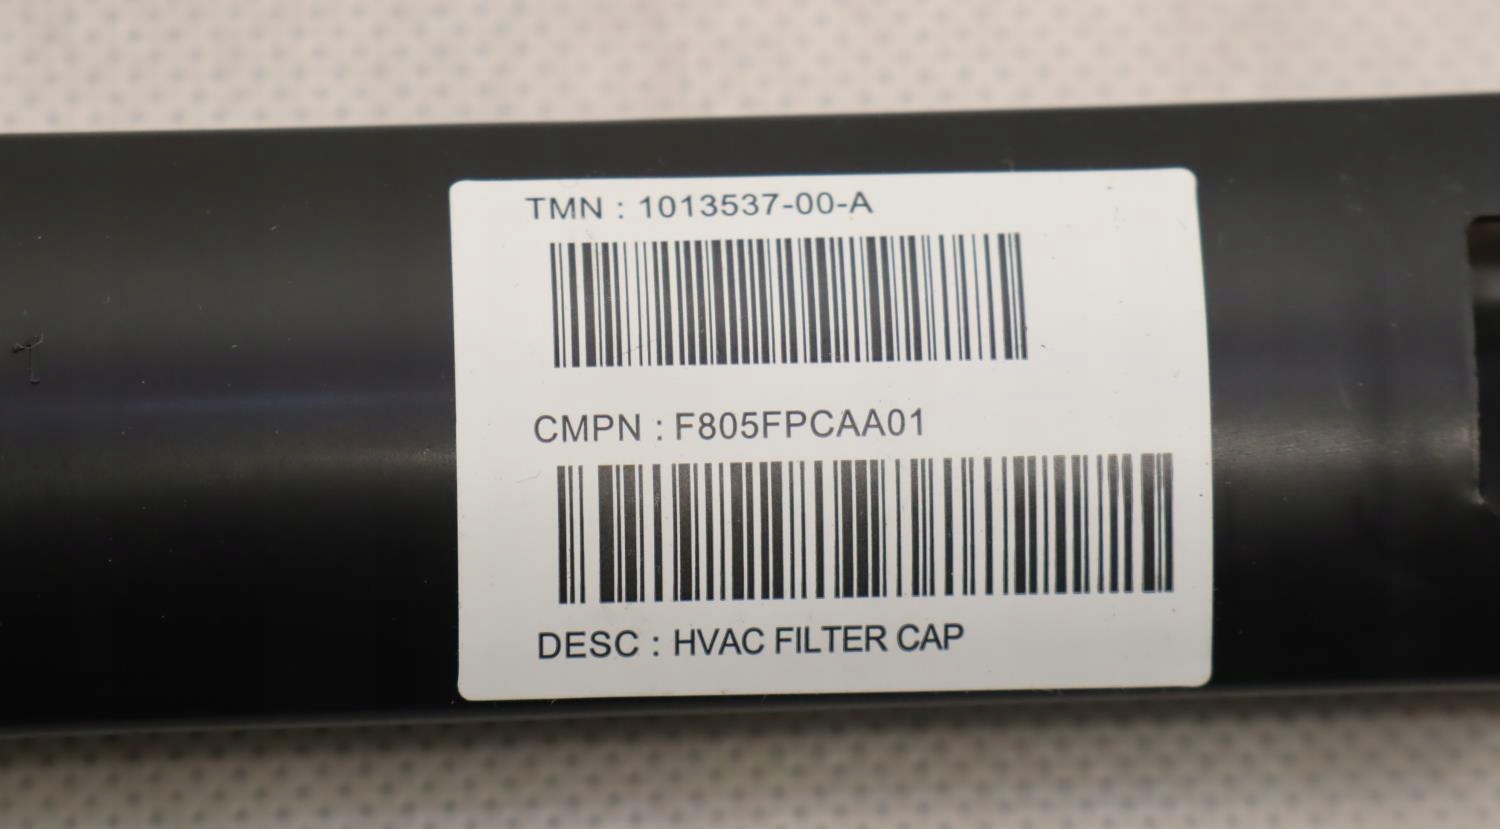 TMN : 1013537-00-A
CMPN : F805FPCAA01
DESC : HVAC FILTER CAP